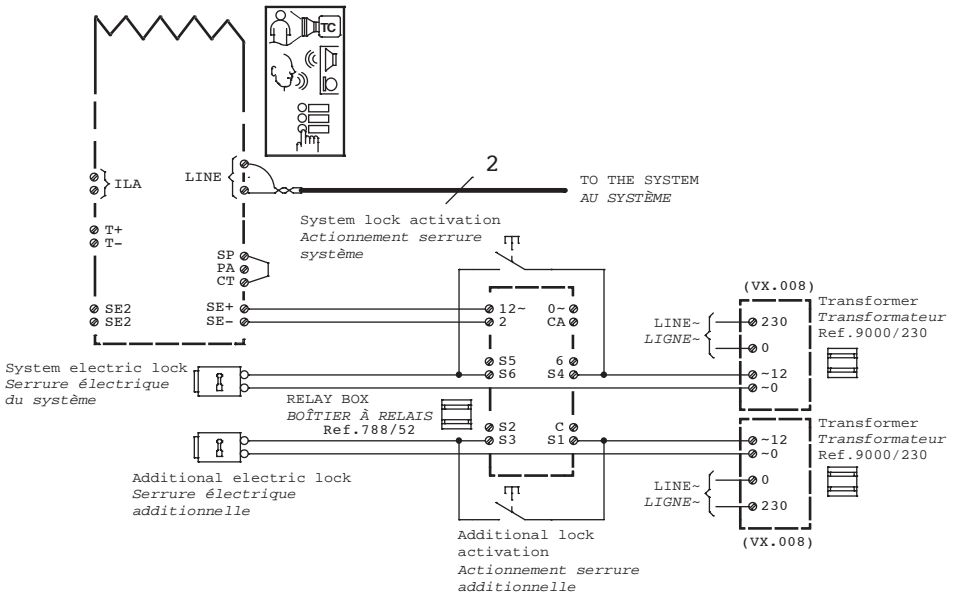 TC
2
LINE
ILA
TO THE SYSTEM
AU SYSTÈME
System lock activation
Actionnement serrure
système
T+
T-
SP
PA
CT
SE2
SE2
SE+
SE-
12~
2
0~
CA
S5
S6
6
S4
S2
S3
C
S1
(VX.008)
Transformer
Transformateur
Ref.9000/230
LINE~
LIGNE~
230
0
~12
~0
System electric lock
Serrure électrique
du système
RELAY BOX
BOÎTIER À RELAIS
Ref.788/52
Transformer
Transformateur
Ref.9000/230
~12
~0
LINE~
LIGNE~
0
230
(VX.008)
Additional electric lock
Serrure électrique
additionnelle
Additional lock
activation
Actionnement serrure
additionnelle